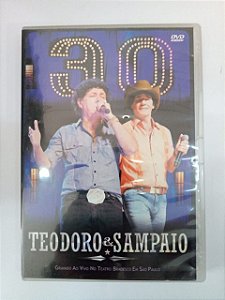 DVD
30
TEODORO & SAMPAIO
GRAVADO AO VIVO NO TEATRO BRADESCO EM SÃO PAULO